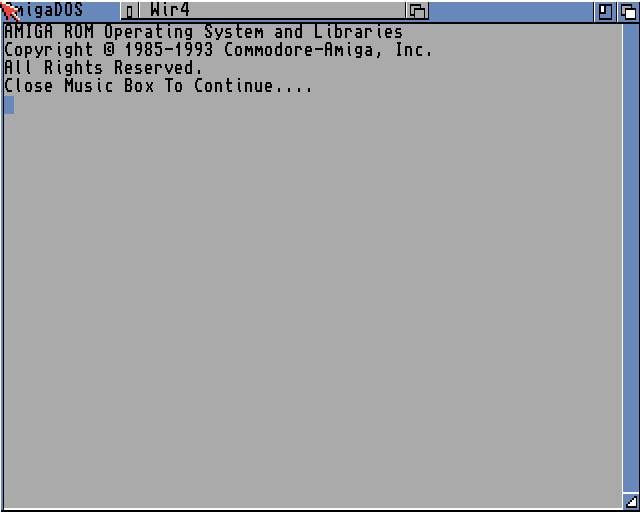 AmigaDOS
Wir4
AMIGA ROM Operating System and Libraries
Copyright © 1985-1993 Commodore-Amiga, Inc.
All Rights Reserved.
Close Music Box To Continue....